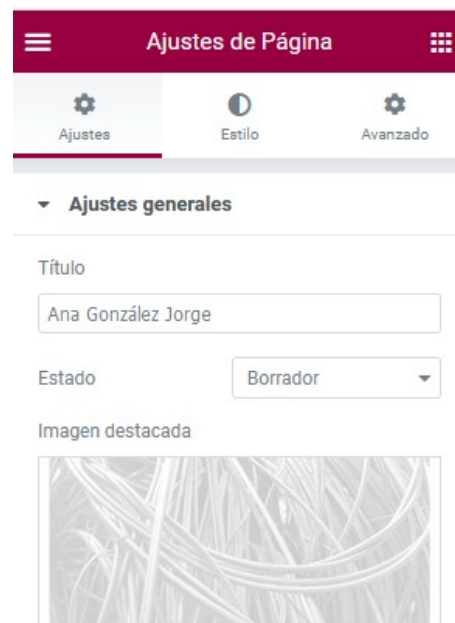 Ajustes de Página
Ajustes
Estilo
Avanzado
Ajustes generales
Título
Ana González Jorge
Estado
Borrador
Imagen destacada